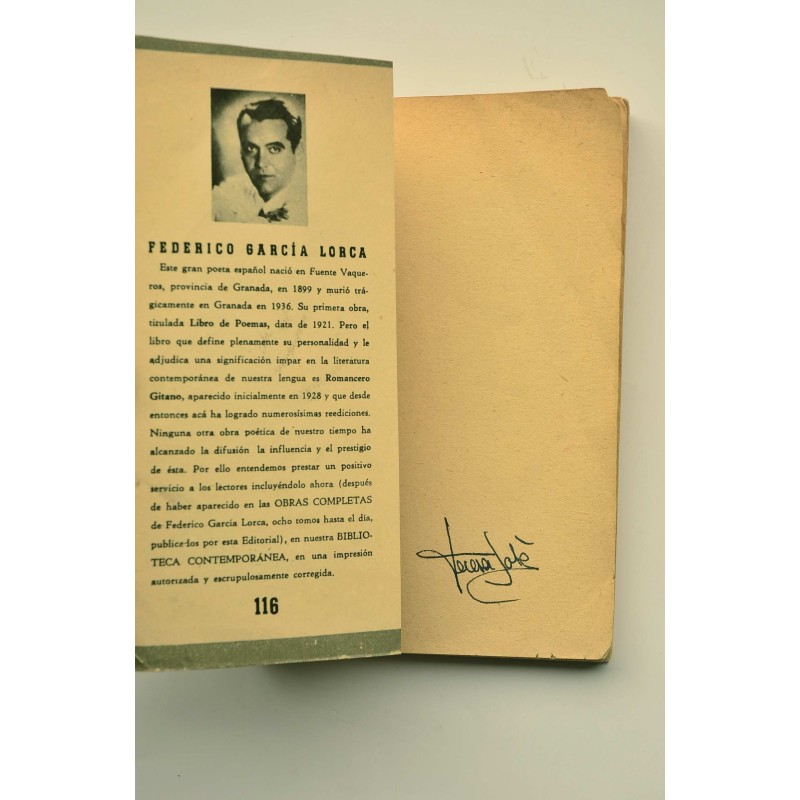 FEDERICO GARCÍA LORCA
Este gran poeta español nació en Fuente Vaque-
ros, provincia de Granada, en 1899 y murió trá-
gicamente en Granada en 1936. Su primera obra,
titulada Libro de Poemas, data de 1921. Pero el
libro que define plenamente su personalidad y le
adjudica una significación impar en la literatura
contemporánea de nuestra lengua es Romancero
Gitano, aparecido inicialmente en 1928 y que desde
entonces acá ha logrado numerosísimas reediciones.
Ninguna otra obra poética de nuestro tiempo ha
alcanzado la difusión la influencia y el prestigio
de ésta. Por ello entendemos prestar un positivo
servicio a los lectores incluyéndolo ahora (después
de haber aparecido en las OBRAS COMPLETAS
de Federico García Lorca, ocho tomos hasta el día,
publicados por esta Editorial), en nuestra BIBLIO-
TECA CONTEMPORÁNEA, en una impresión
autorizada y escrupulosamente corregida.
116
Teresa